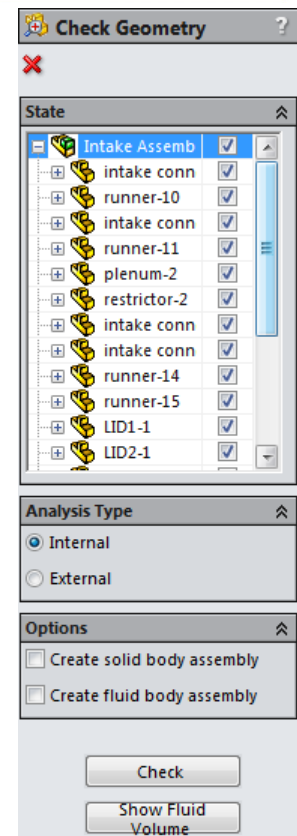 Check Geometry ?
State
Intake Assemb
intake conn
runner-10
intake conn
runner-11
plenum-2
restrictor-2
intake conn
intake conn
runner-14
runner-15
LID1-1
LID2-1
Analysis Type
Internal
External
Options
Create solid body assembly
Create fluid body assembly
Check
Show Fluid
Volume